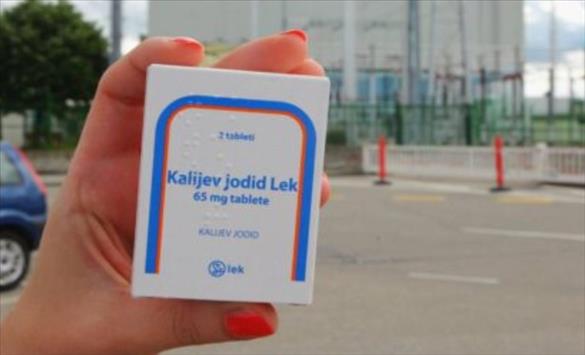 2 tableti
Kalijev jodid Lek
65 mg tablete
KALIJEV JODID
lek